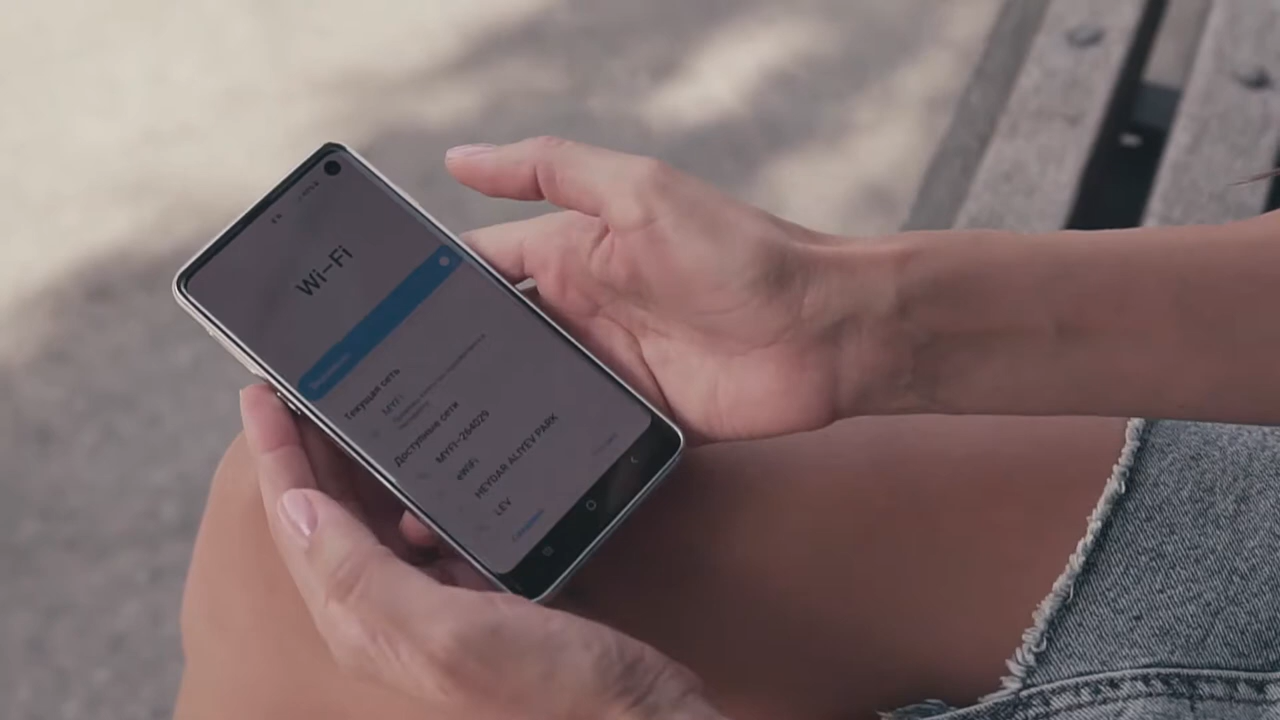 Wi-Fi
Текущая сеть
MYFI
Доступные сети
MYFI-264029
eWiFi
HEYDAR ALIYEV PARK
LEV